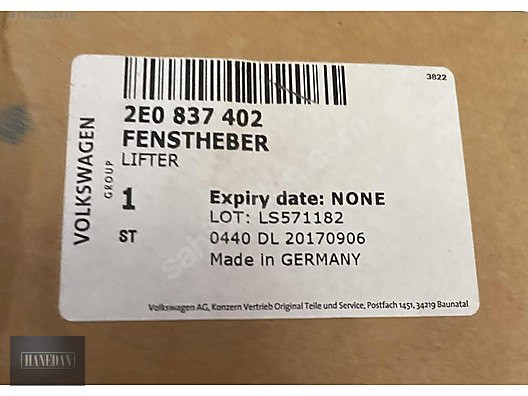 3822
2E0 837 402
FENSTHEBER
LIFTER
VOLKSWAGEN
GROUP
1
ST
Expiry date: NONE
LOT: LS571182
0440 DL 20170906
Made in GERMANY
Volkswagen AG, Konzern Vertrieb Original Teile und Service, Postfach 1451, 34219 Baunatal
HANEDAN